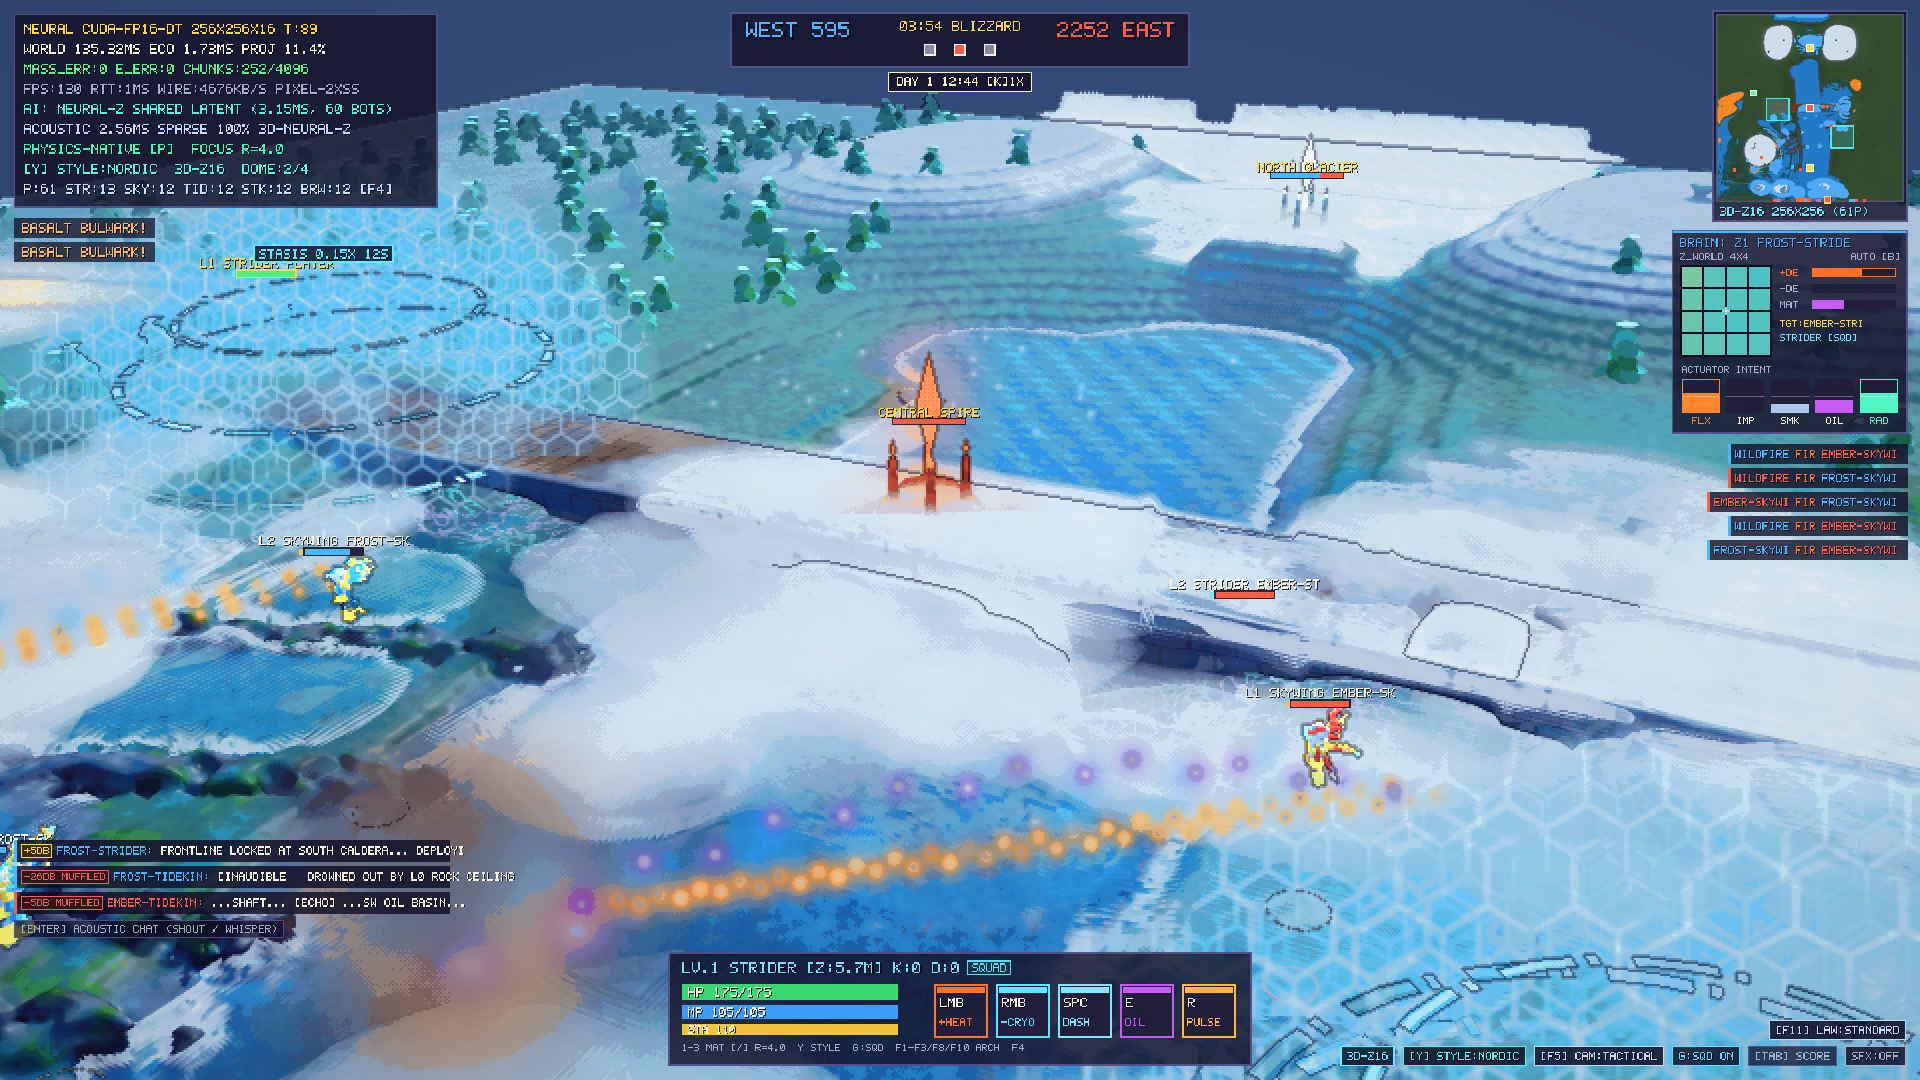 NEURAL CUDA-FP16-DT 256X256X16 T:89
WORLD 135.32MS ECO 1.73MS PROJ 11.4%
MASS_ERR:0 E_ERR:0 CHUNKS:252/4096
FPS:130 RTT:1MS WIRE:4676KB/S PIXEL-2XSS
AI: NEURAL-Z SHARED LATENT (3.15MS, 60 BOTS)
ACOUSTIC 2.56MS SPARSE 100% 3D-NEURAL-Z
PHYSICS-NATIVE [P] FOCUS R=4.0
[Y] STYLE:NORDIC 3D-Z16 DOME:2/4
P:61 STR:13 SKY:12 TID:12 STK:12 BRW:12 [F4]
BASALT BULWARK!
BASALT BULWARK!
WEST 595
03:54 BLIZZARD
2252 EAST
DAY 1 12:44 [K]1X
3D-Z16 256X256 (61P)
BRAIN: Z1 FROST-STRIDE
Z_WORLD 4X4 AUTO [B]
+DE
-DE
MAT
TGT:EMBER-STRI
STRIDER [SQD]
ACTUATOR INTENT
FLX IMP SMK OIL RAD
WILDFIRE FIR EMBER-SKYWI
WILDFIRE FIR FROST-SKYWI
EMBER-SKYWI FIR FROST-SKYWI
WILDFIRE FIR EMBER-SKYWI
FROST-SKYWI FIR EMBER-SKYWI
NORTH GLACIER
STASIS 0.15X 12S
L1 STRIDER PLAYER
CENTRAL SPIRE
L2 SKYWING FROST-SK
L2 STRIDER EMBER-ST
L1 SKYWING EMBER-SK
+5DB FROST-STRIDER: FRONTLINE LOCKED AT SOUTH CALDERA... DEPLOYI
-26DB MUFFLED FROST-TIDEKIN: [INAUDIBLE DROWNED OUT BY L0 ROCK CEILING
-5DB MUFFLED EMBER-TIDEKIN: ...SHAFT... [ECHO] ...SW OIL BASIN...
[ENTER] ACOUSTIC CHAT (SHOUT / WHISPER)
LV.1 STRIDER [Z:5.7M] K:0 D:0 SQUAD
HP 175/175
MP 105/105
STA 110
LMB +HEAT
RMB -CRYO
SPC DASH
E OIL
R PULSE
1-3 MAT [/] R=4.0 Y STYLE G:SQD F1-F3/F8/F10 ARCH F4
[F11] LAW:STANDARD
3D-Z16 [Y] STYLE:NORDIC [F5] CAM:TACTICAL G:SQD ON [TAB] SCORE SFX:OFF